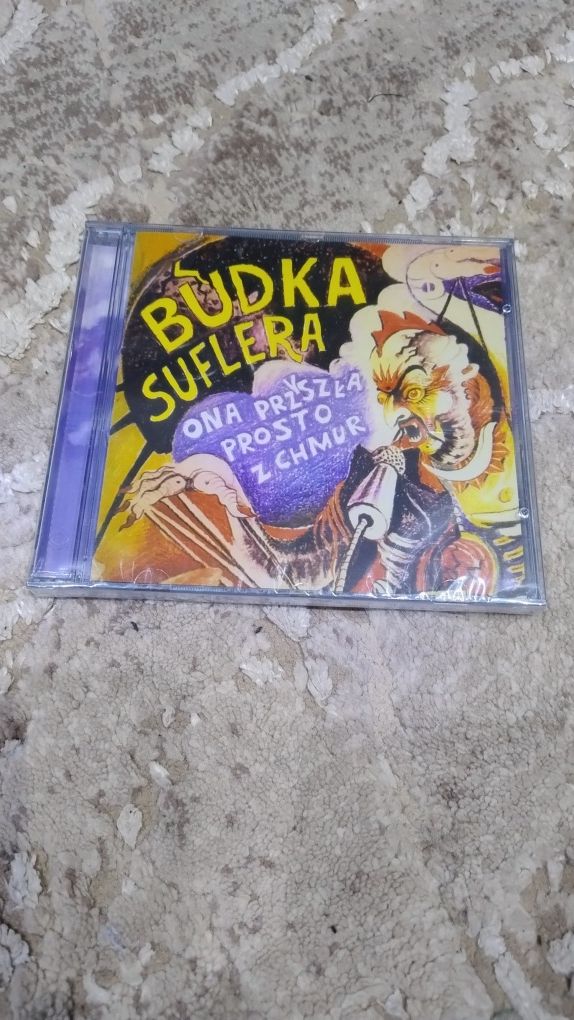 BUDKA
SUFLERA
ONA PRZYSZŁA
PROSTO
Z CHMUR